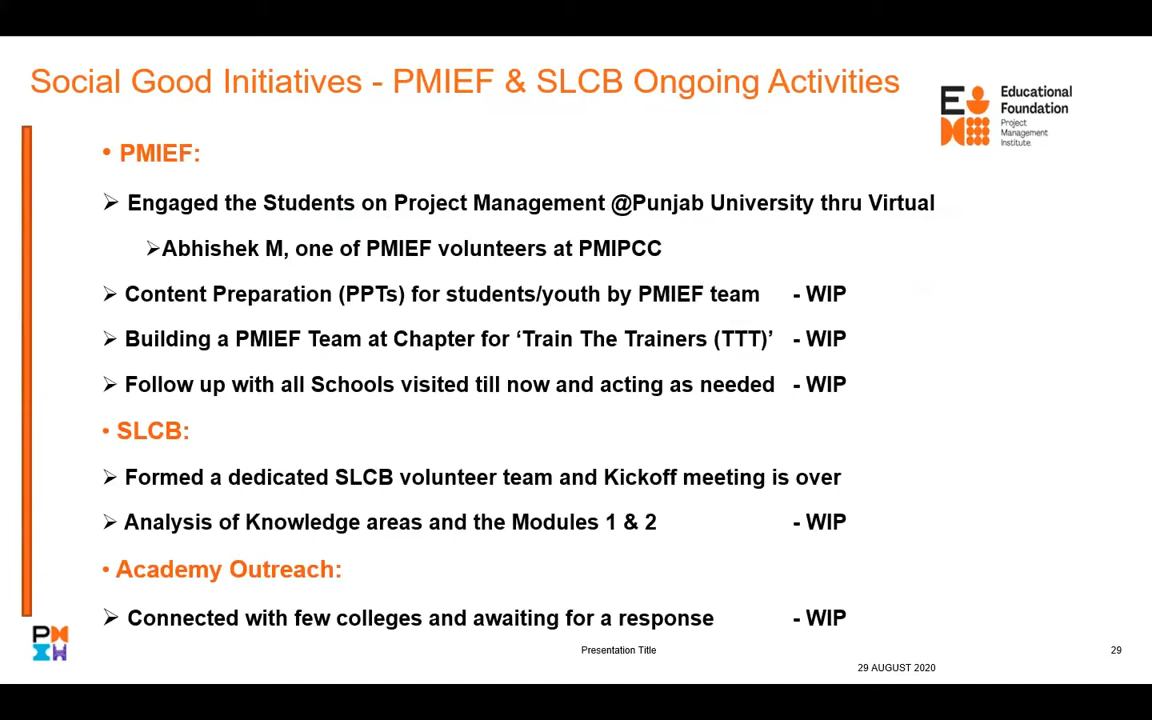 Social Good Initiatives - PMIEF & SLCB Ongoing Activities
Educational
Foundation
Project
Management
Institute.
• PMIEF:
➢ Engaged the Students on Project Management @Punjab University thru Virtual
➢Abhishek M, one of PMIEF volunteers at PMIPCC
➢ Content Preparation (PPTs) for students/youth by PMIEF team - WIP
➢ Building a PMIEF Team at Chapter for ‘Train The Trainers (TTT)’ - WIP
➢ Follow up with all Schools visited till now and acting as needed - WIP
• SLCB:
➢ Formed a dedicated SLCB volunteer team and Kickoff meeting is over
➢ Analysis of Knowledge areas and the Modules 1 & 2 - WIP
• Academy Outreach:
➢ Connected with few colleges and awaiting for a response - WIP
Presentation Title
29
29 AUGUST 2020